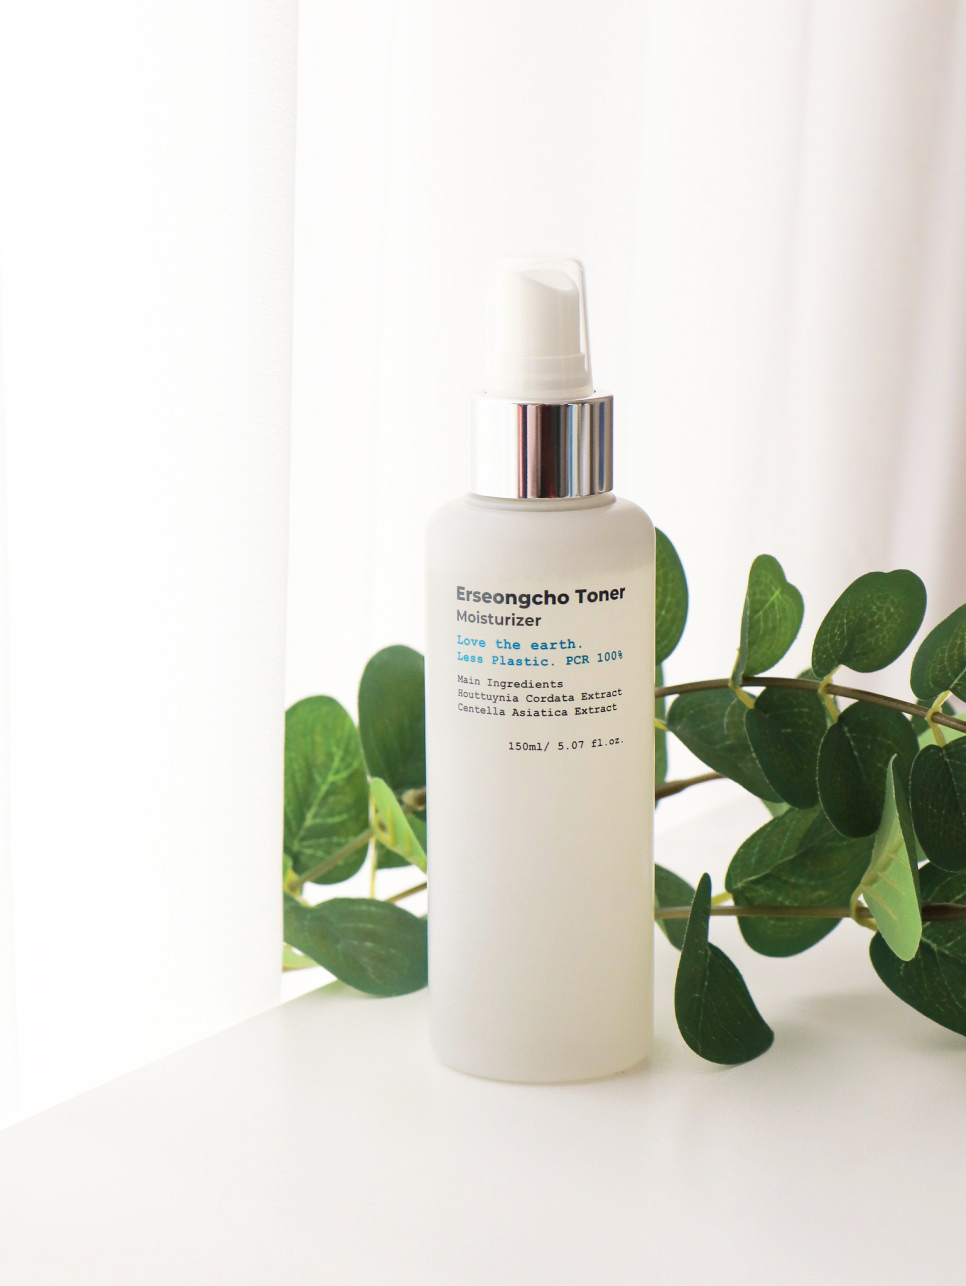 Erseongcho Toner
Moisturizer
Love the earth.
Less Plastic. PCR 100%
Main Ingredients
Houttuynia Cordata Extract
Centella Asiatica Extract
150ml/ 5.07 fl.oz.